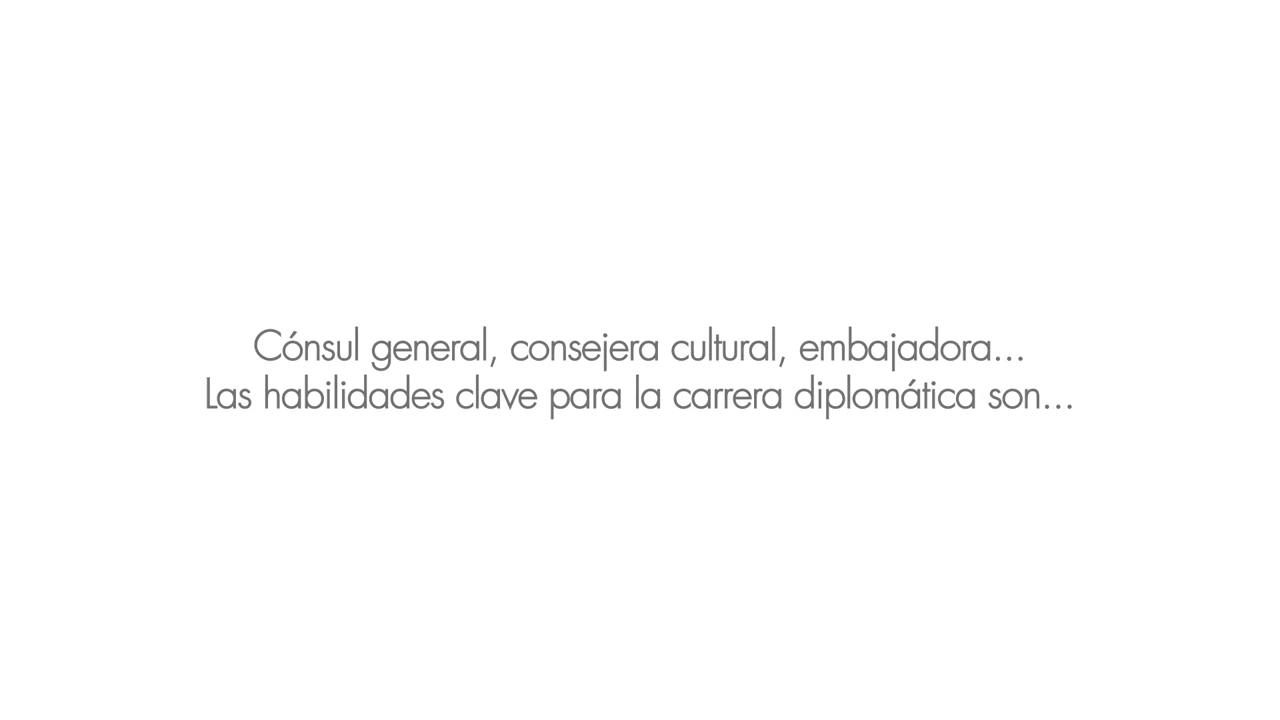 Cónsul general, consejera cultural, embajadora...
Las habilidades clave para la carrera diplomática son...